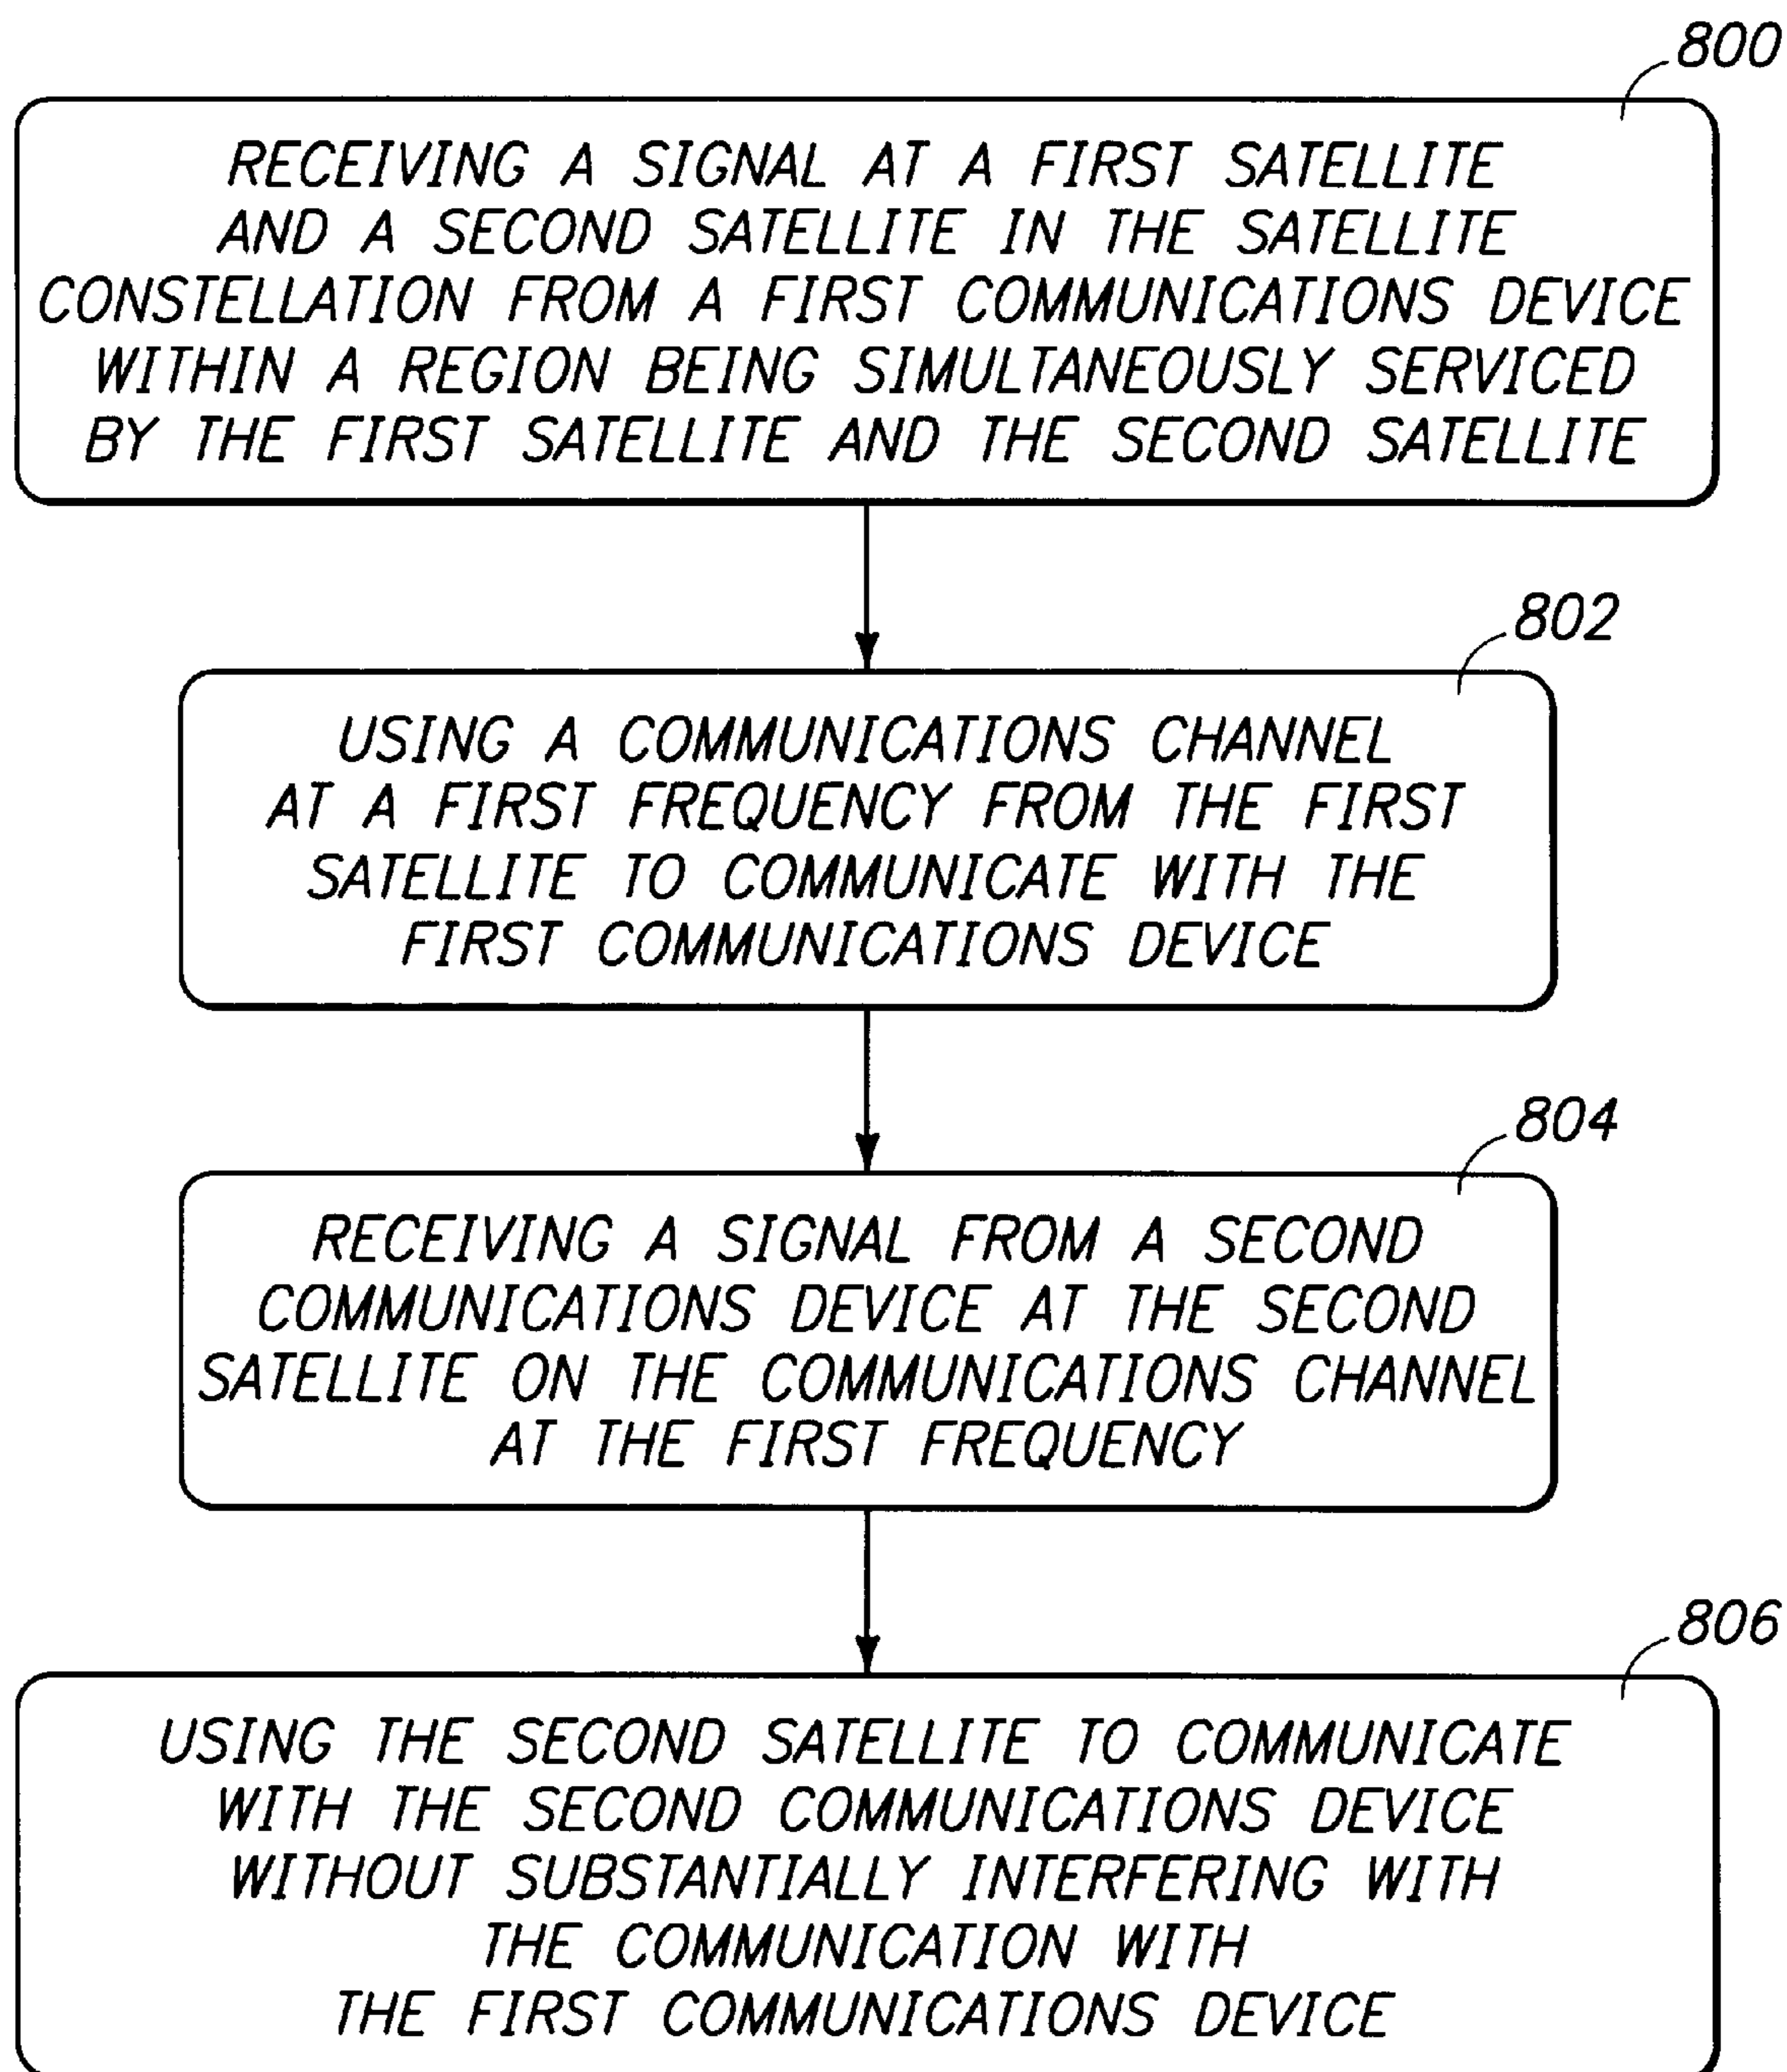 800
RECEIVING A SIGNAL AT A FIRST SATELLITE
AND A SECOND SATELLITE IN THE SATELLITE
CONSTELLATION FROM A FIRST COMMUNICATIONS DEVICE
WITHIN A REGION BEING SIMULTANEOUSLY SERVICED
BY THE FIRST SATELLITE AND THE SECOND SATELLITE
802
USING A COMMUNICATIONS CHANNEL
AT A FIRST FREQUENCY FROM THE FIRST
SATELLITE TO COMMUNICATE WITH THE
FIRST COMMUNICATIONS DEVICE
804
RECEIVING A SIGNAL FROM A SECOND
COMMUNICATIONS DEVICE AT THE SECOND
SATELLITE ON THE COMMUNICATIONS CHANNEL
AT THE FIRST FREQUENCY
806
USING THE SECOND SATELLITE TO COMMUNICATE
WITH THE SECOND COMMUNICATIONS DEVICE
WITHOUT SUBSTANTIALLY INTERFERING WITH
THE COMMUNICATION WITH
THE FIRST COMMUNICATIONS DEVICE